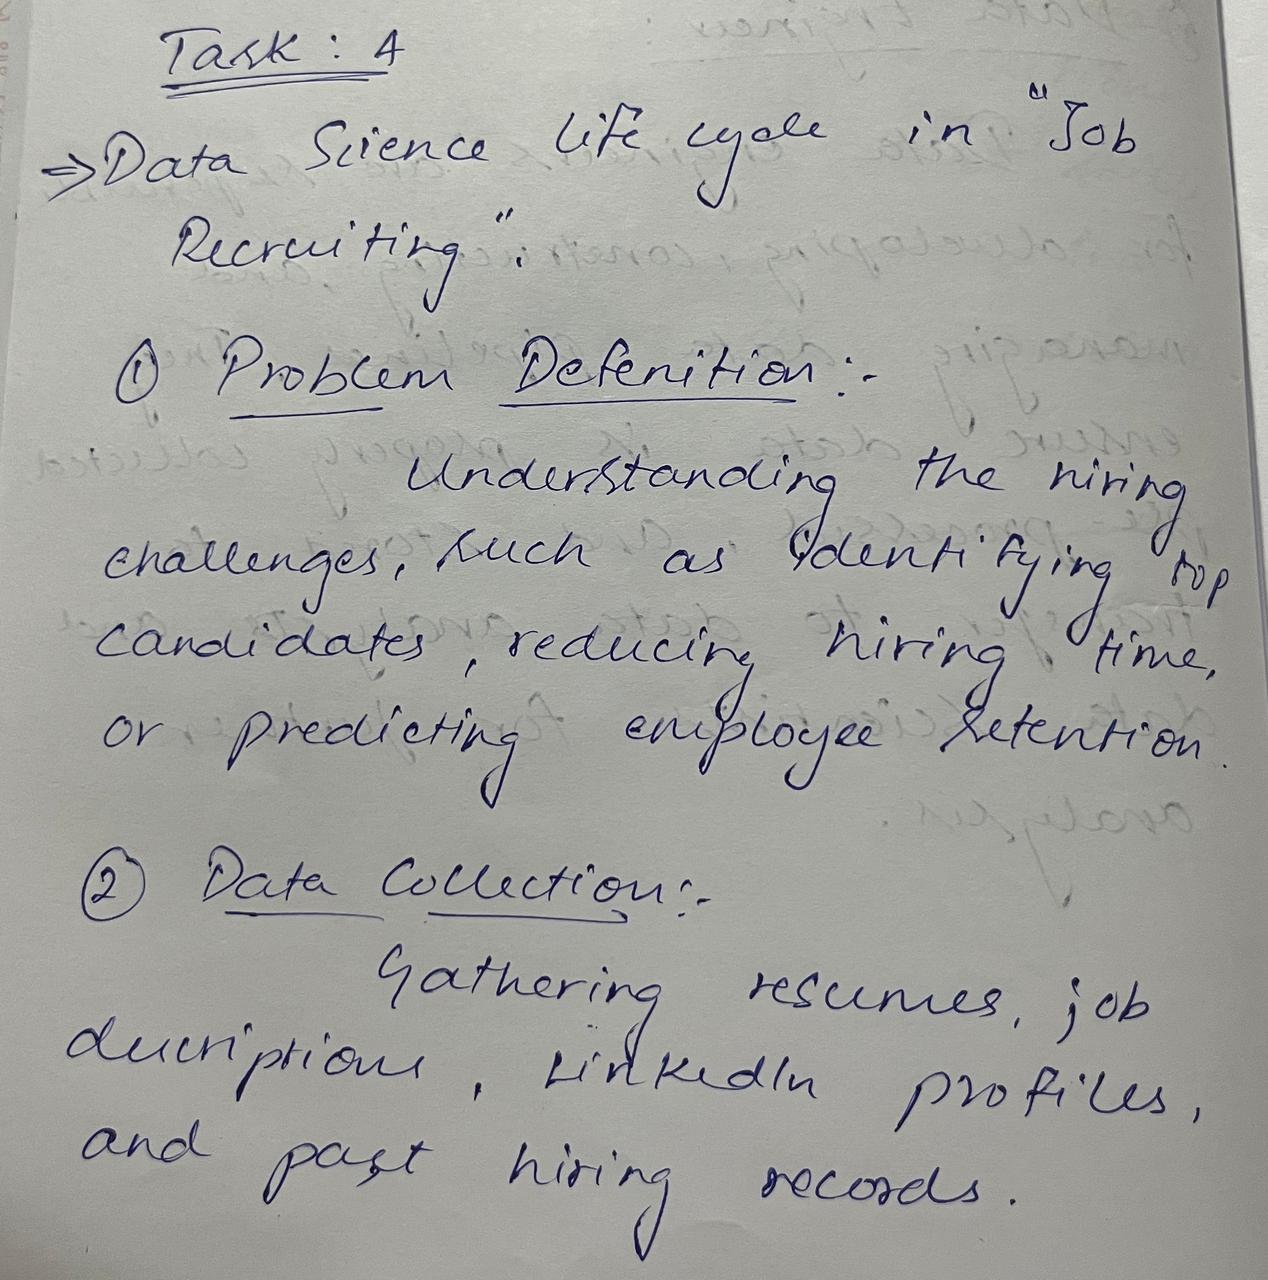 Task : 4
⇒ Data Science life cycle in "Job
Recruiting".
① Problem Defenition :-
Understanding the hiring
challenges, such as identifying top
candidates, reducing hiring time,
or predicting employee retention.
② Data Collection :-
Gathering resumes, job
descriptions, LinkedIn profiles,
and past hiring records.